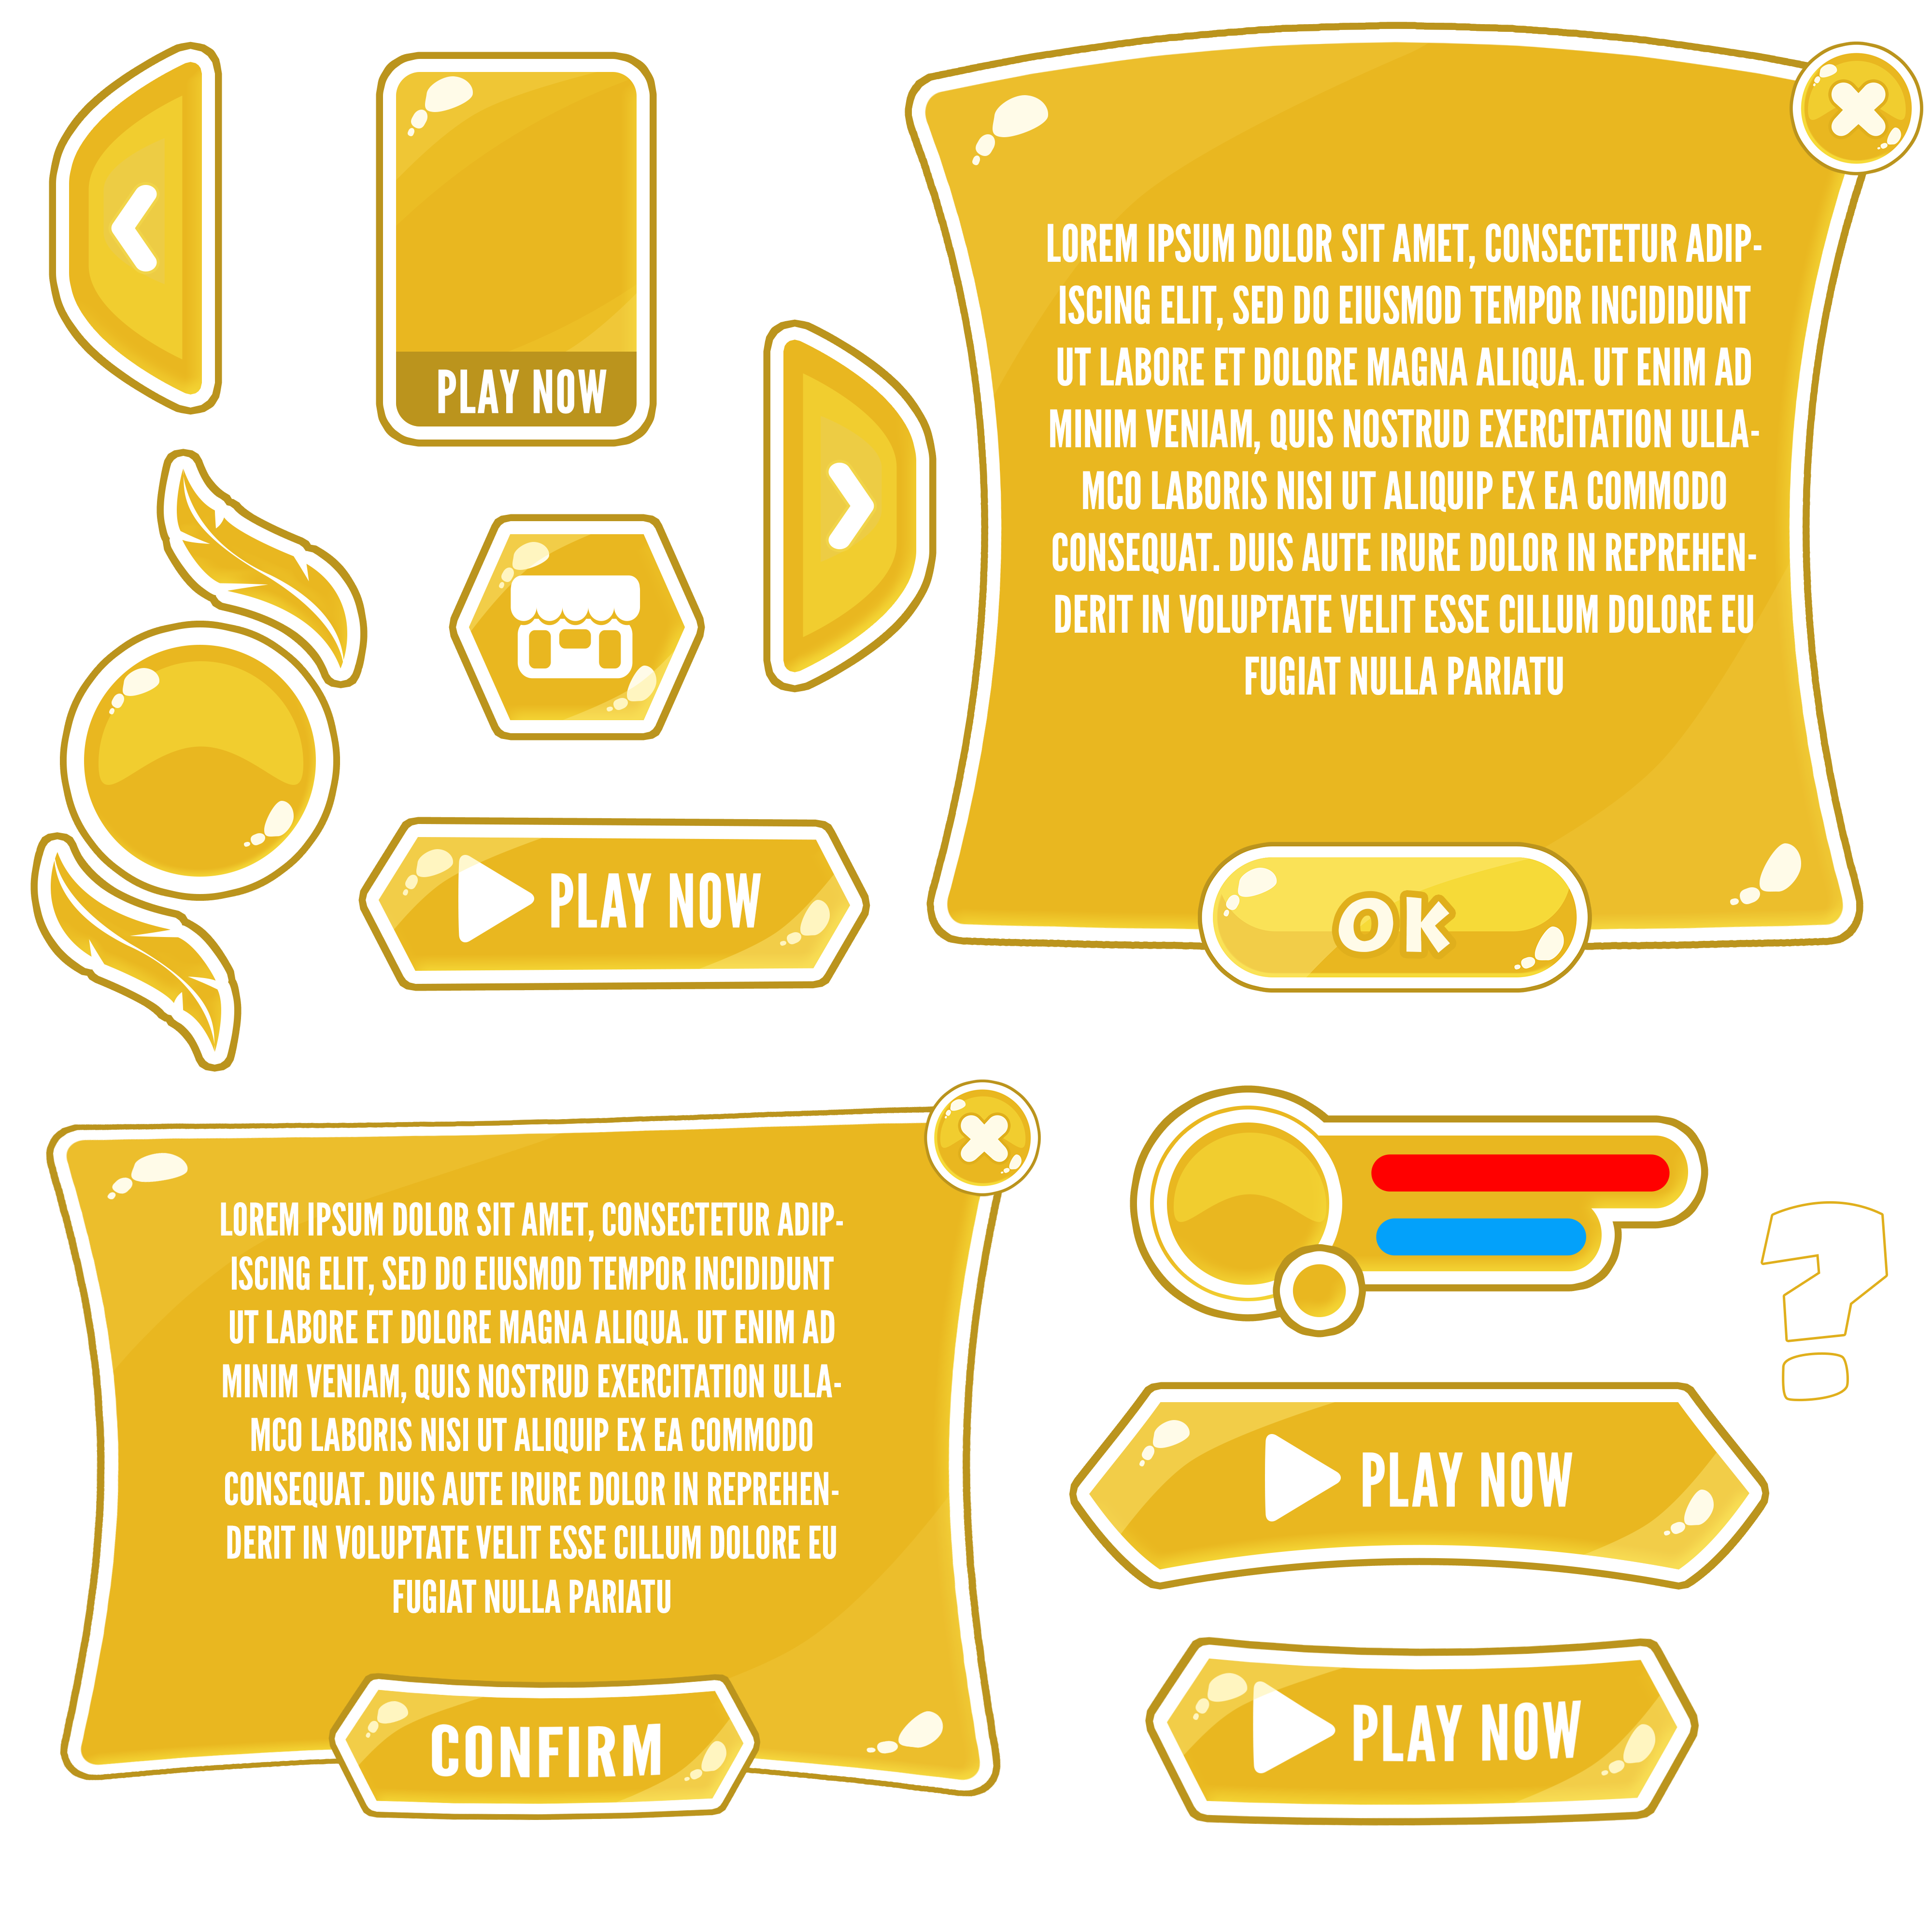 PLAY NOW
LOREM IPSUM DOLOR SIT AMET, CONSECTETUR ADIP-
ISCING ELIT, SED DO EIUSMOD TEMPOR INCIDIDUNT
UT LABORE ET DOLORE MAGNA ALIQUA. UT ENIM AD
MINIM VENIAM, QUIS NOSTRUD EXERCITATION ULLA-
MCO LABORIS NISI UT ALIQUIP EX EA COMMODO
CONSEQUAT. DUIS AUTE IRURE DOLOR IN REPREHEN-
DERIT IN VOLUPTATE VELIT ESSE CILLUM DOLORE EU
FUGIAT NULLA PARIATU
OK
PLAY NOW
LOREM IPSUM DOLOR SIT AMET, CONSECTETUR ADIP-
ISCING ELIT, SED DO EIUSMOD TEMPOR INCIDIDUNT
UT LABORE ET DOLORE MAGNA ALIQUA. UT ENIM AD
MINIM VENIAM, QUIS NOSTRUD EXERCITATION ULLA-
MCO LABORIS NISI UT ALIQUIP EX EA COMMODO
CONSEQUAT. DUIS AUTE IRURE DOLOR IN REPREHEN-
DERIT IN VOLUPTATE VELIT ESSE CILLUM DOLORE EU
FUGIAT NULLA PARIATU
CONFIRM
?
PLAY NOW
PLAY NOW